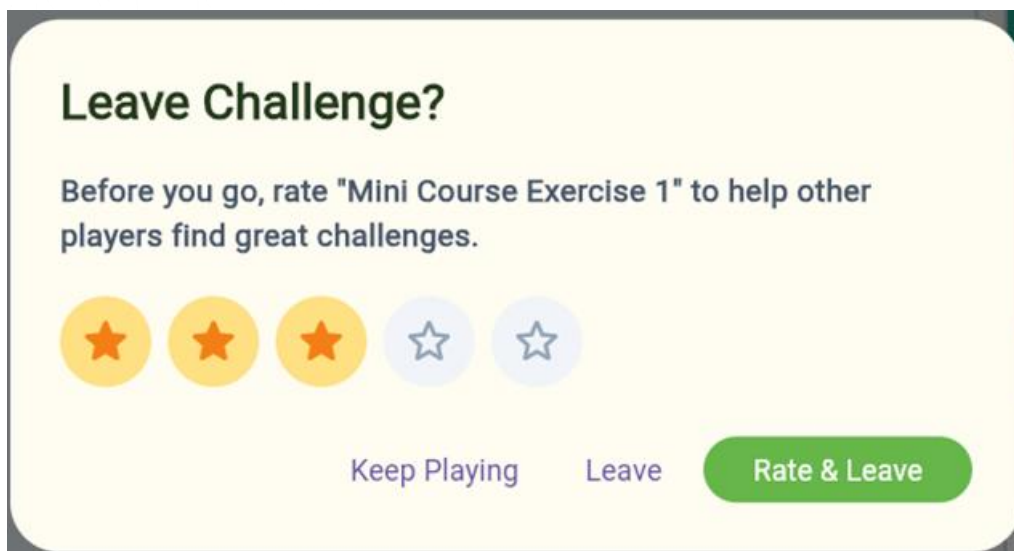 Leave Challenge?
Before you go, rate "Mini Course Exercise 1" to help other
players find great challenges.
Keep Playing
Leave
Rate & Leave